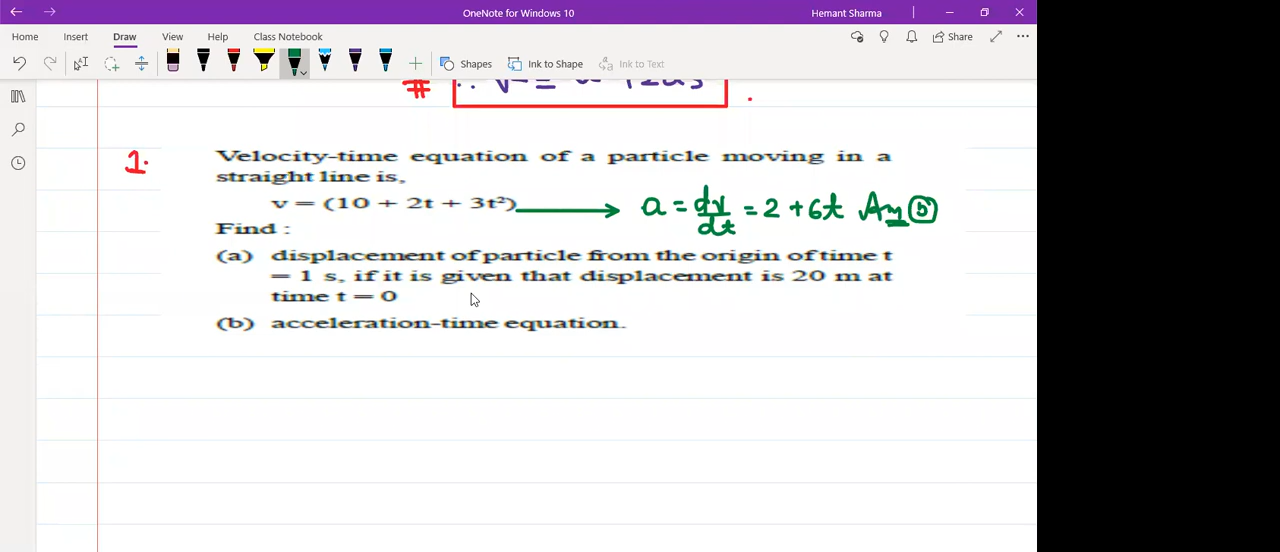 OneNote for Windows 10
Hemant Sharma
Home Insert Draw View Help Class Notebook
Share
Shapes Ink to Shape Ink to Text
#
1.
Velocity-time equation of a particle moving in a
straight line is,
v = (10 + 2t + 3t²)
a = dv/dt = 2 + 6t Ans (b)
Find :
(a) displacement of particle from the origin of time t
= 1 s, if it is given that displacement is 20 m at
time t = 0
(b) acceleration-time equation.